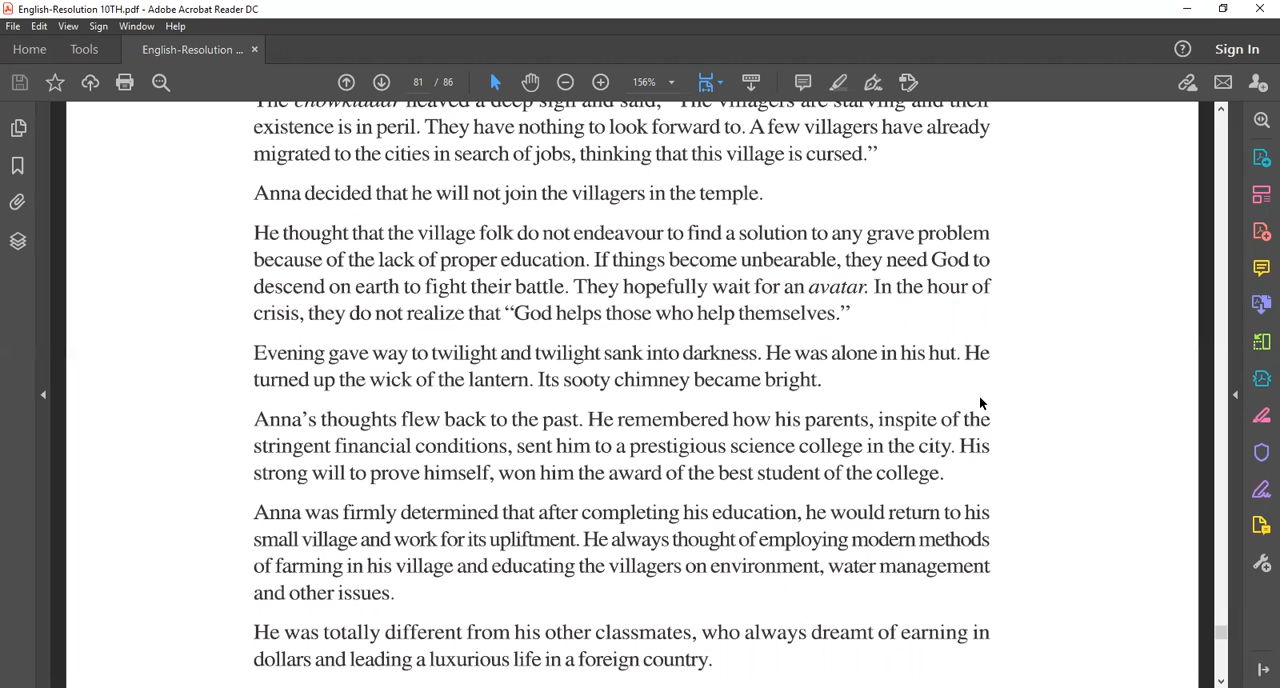 English-Resolution 10TH.pdf - Adobe Acrobat Reader DC
File Edit View Sign Window Help
Home Tools English-Resolution ... × ? Sign In
81 / 86 156%
The chowkidar heaved a deep sigh and said, “The villagers are starving and their
existence is in peril. They have nothing to look forward to. A few villagers have already
migrated to the cities in search of jobs, thinking that this village is cursed.”
Anna decided that he will not join the villagers in the temple.
He thought that the village folk do not endeavour to find a solution to any grave problem
because of the lack of proper education. If things become unbearable, they need God to
descend on earth to fight their battle. They hopefully wait for an avatar. In the hour of
crisis, they do not realize that “God helps those who help themselves.”
Evening gave way to twilight and twilight sank into darkness. He was alone in his hut. He
turned up the wick of the lantern. Its sooty chimney became bright.
Anna’s thoughts flew back to the past. He remembered how his parents, inspite of the
stringent financial conditions, sent him to a prestigious science college in the city. His
strong will to prove himself, won him the award of the best student of the college.
Anna was firmly determined that after completing his education, he would return to his
small village and work for its upliftment. He always thought of employing modern methods
of farming in his village and educating the villagers on environment, water management
and other issues.
He was totally different from his other classmates, who always dreamt of earning in
dollars and leading a luxurious life in a foreign country.